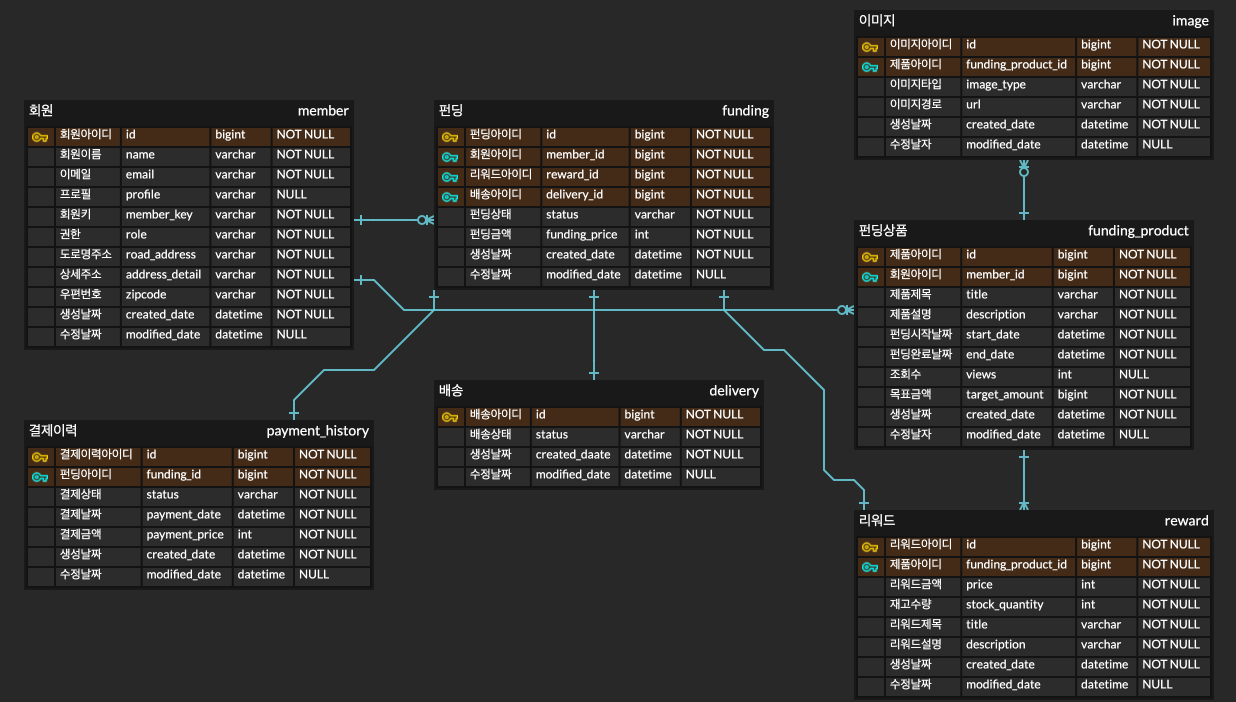 회원 member
회원아이디 id bigint NOT NULL
회원이름 name varchar NOT NULL
이메일 email varchar NOT NULL
프로필 profile varchar NULL
회원키 member_key varchar NOT NULL
권한 role varchar NOT NULL
도로명주소 road_address varchar NOT NULL
상세주소 address_detail varchar NOT NULL
우편번호 zipcode varchar NOT NULL
생성날짜 created_date datetime NOT NULL
수정날짜 modified_date datetime NULL
펀딩 funding
펀딩아이디 id bigint NOT NULL
회원아이디 member_id bigint NOT NULL
리워드아이디 reward_id bigint NOT NULL
배송아이디 delivery_id bigint NOT NULL
펀딩상태 status varchar NOT NULL
펀딩금액 funding_price int NOT NULL
생성날짜 created_date datetime NOT NULL
수정날짜 modified_date datetime NULL
이미지 image
이미지아이디 id bigint NOT NULL
제품아이디 funding_product_id bigint NOT NULL
이미지타입 image_type varchar NOT NULL
이미지경로 url varchar NOT NULL
생성날짜 created_date datetime NOT NULL
수정날자 modified_date datetime NULL
펀딩상품 funding_product
제품아이디 id bigint NOT NULL
회원아이디 member_id bigint NOT NULL
제품제목 title varchar NOT NULL
제품설명 description varchar NOT NULL
펀딩시작날짜 start_date datetime NOT NULL
펀딩완료날짜 end_date datetime NOT NULL
조회수 views int NULL
목표금액 target_amount bigint NOT NULL
생성날짜 created_date datetime NOT NULL
수정날자 modified_date datetime NULL
결제이력 payment_history
결제이력아이디 id bigint NOT NULL
펀딩아이디 funding_id bigint NOT NULL
결제상태 status varchar NOT NULL
결제날짜 payment_date datetime NOT NULL
결제금액 payment_price int NOT NULL
생성날짜 created_date datetime NOT NULL
수정날짜 modified_date datetime NULL
배송 delivery
배송아이디 id bigint NOT NULL
배송상태 status varchar NOT NULL
생성날짜 created_daate datetime NOT NULL
수정날짜 modified_date datetime NULL
리워드 reward
리워드아이디 id bigint NOT NULL
제품아이디 funding_product_id bigint NOT NULL
리워드금액 price int NOT NULL
재고수량 stock_quantity int NOT NULL
리워드제목 title varchar NOT NULL
리워드설명 description varchar NOT NULL
생성날짜 created_date datetime NOT NULL
수정날짜 modified_date datetime NULL